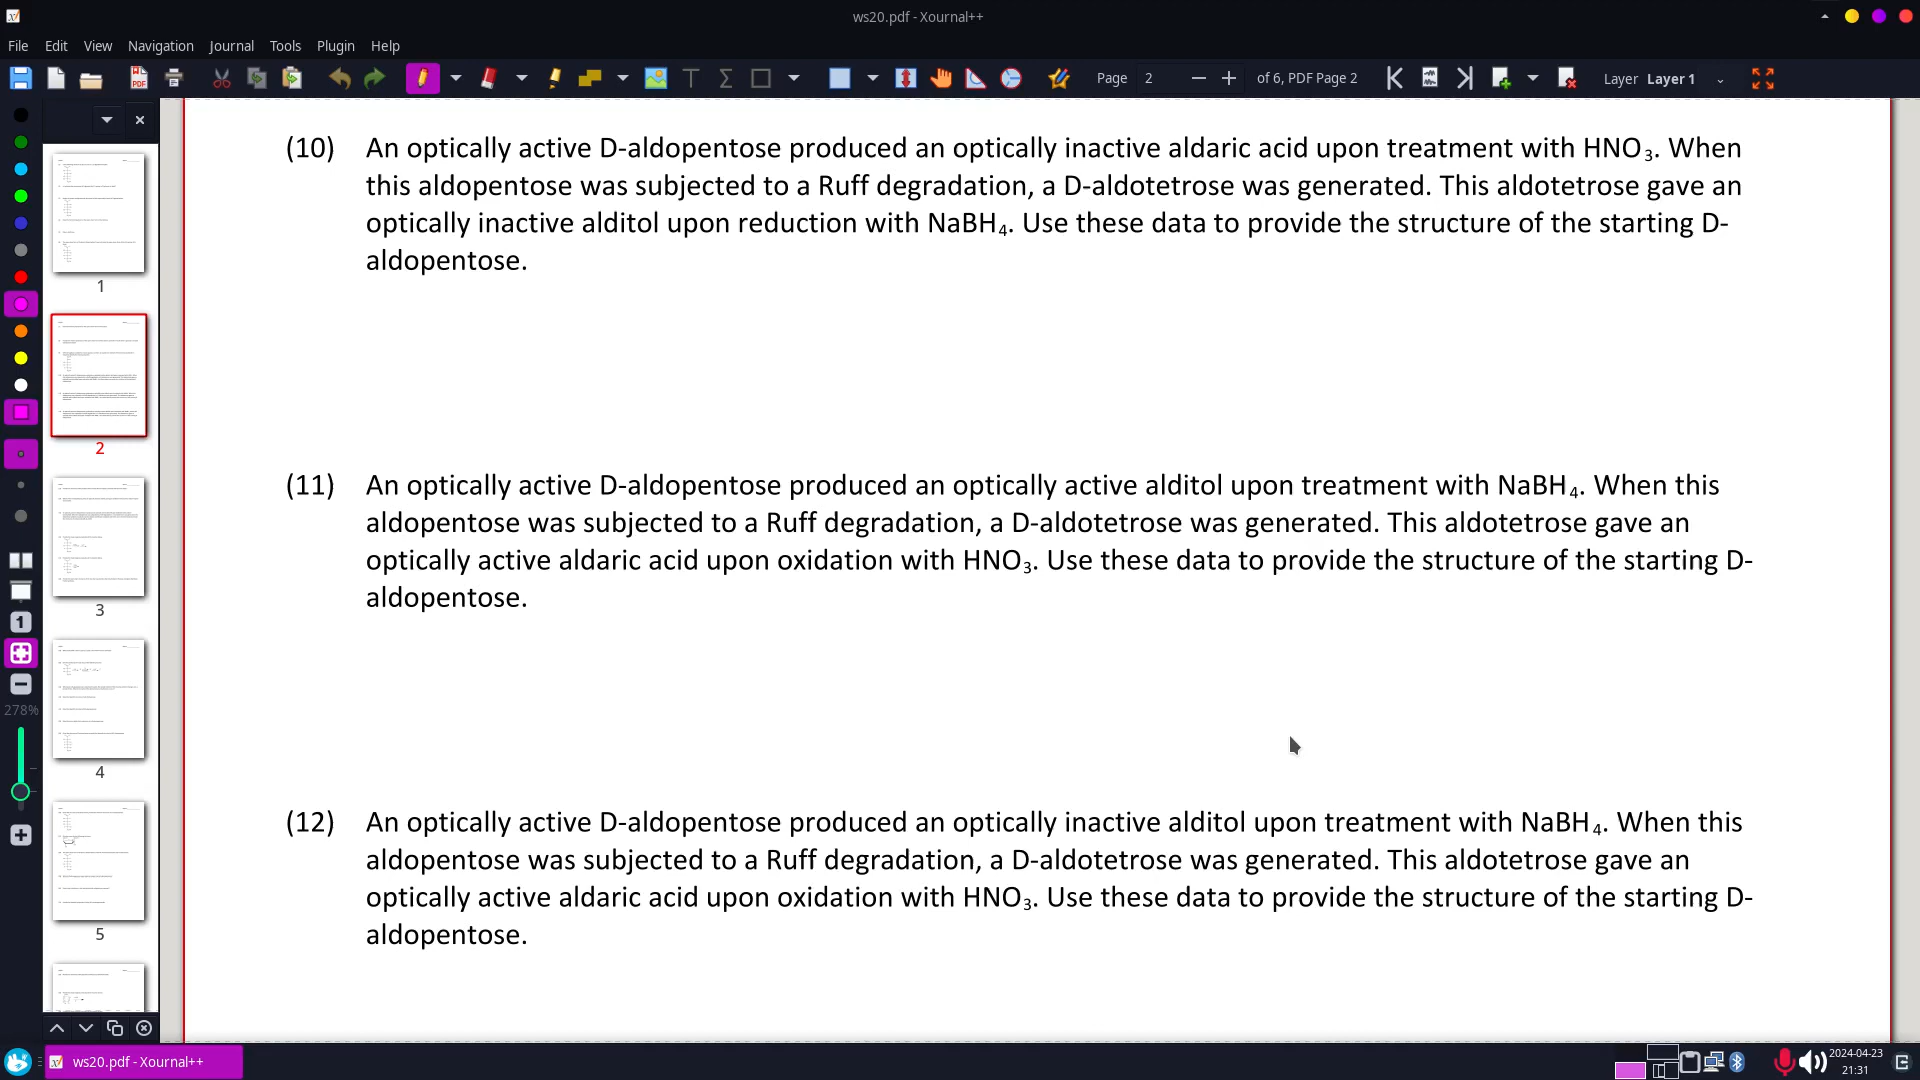 ws20.pdf - Xournal++
File Edit View Navigation Journal Tools Plugin Help
Page 2 of 6, PDF Page 2 Layer Layer 1
(10) An optically active D-aldopentose produced an optically inactive aldaric acid upon treatment with HNO₃. When
this aldopentose was subjected to a Ruff degradation, a D-aldotetrose was generated. This aldotetrose gave an
optically inactive alditol upon reduction with NaBH₄. Use these data to provide the structure of the starting D-
aldopentose.
(11) An optically active D-aldopentose produced an optically active alditol upon treatment with NaBH₄. When this
aldopentose was subjected to a Ruff degradation, a D-aldotetrose was generated. This aldotetrose gave an
optically active aldaric acid upon oxidation with HNO₃. Use these data to provide the structure of the starting D-
aldopentose.
(12) An optically active D-aldopentose produced an optically inactive alditol upon treatment with NaBH₄. When this
aldopentose was subjected to a Ruff degradation, a D-aldotetrose was generated. This aldotetrose gave an
optically active aldaric acid upon oxidation with HNO₃. Use these data to provide the structure of the starting D-
aldopentose.
1
2
3
4
5
1
278%
ws20.pdf - Xournal++
2024-04-23
21:31